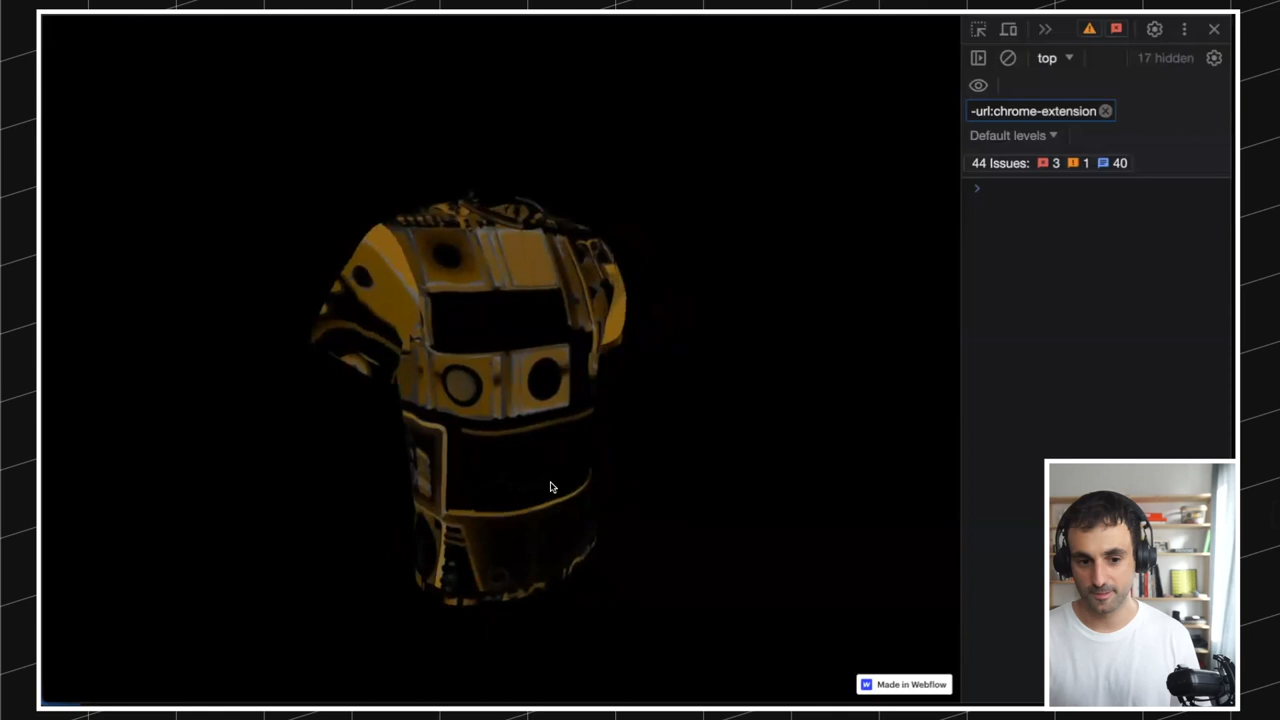 top
17 hidden
-url:chrome-extension
Default levels
44 Issues: 3 1 40
Made in Webflow